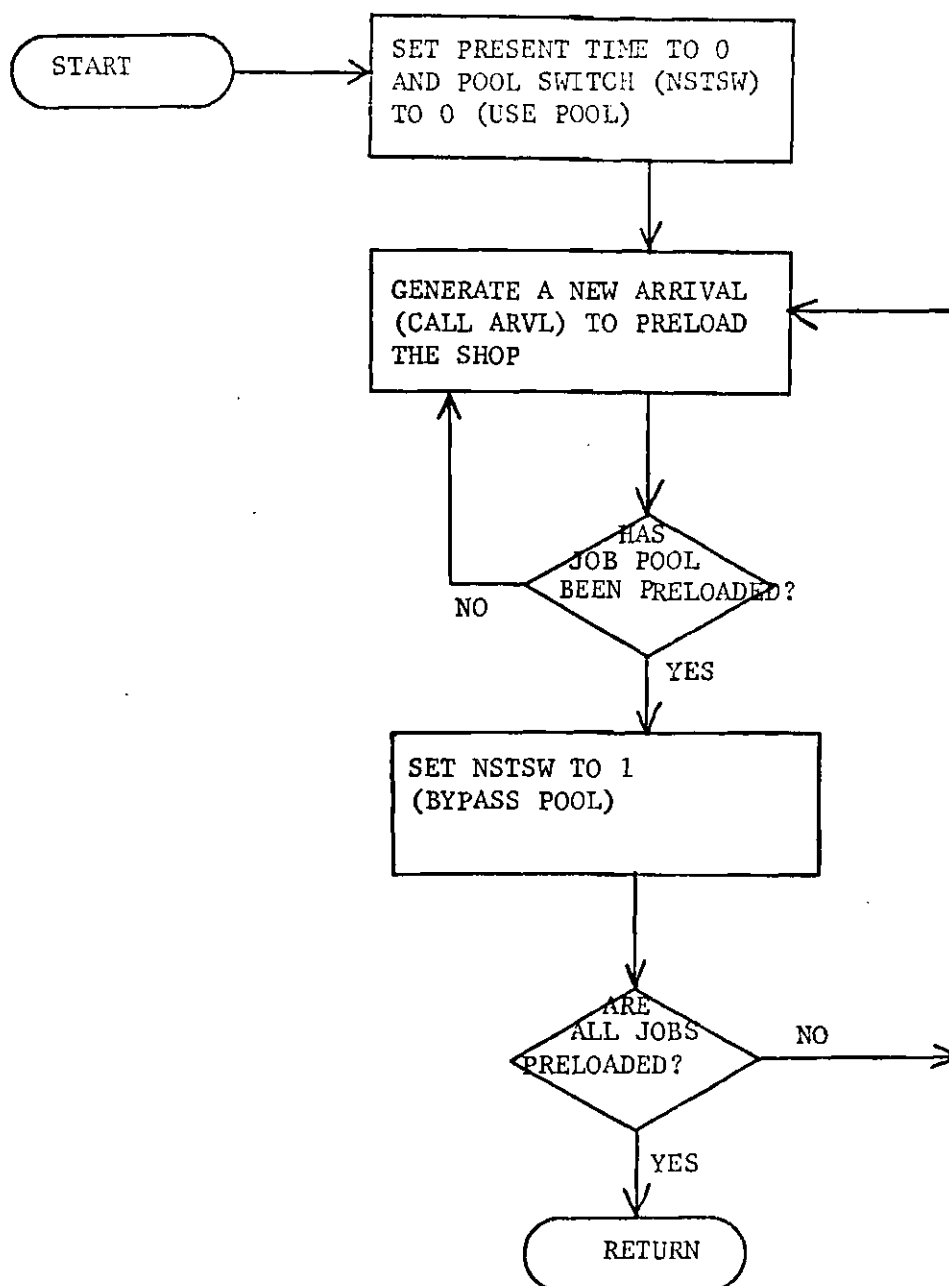 START
SET PRESENT TIME TO 0
AND POOL SWITCH (NSTSW)
TO 0 (USE POOL)
GENERATE A NEW ARRIVAL
(CALL ARVL) TO PRELOAD
THE SHOP
HAS
JOB POOL
BEEN PRELOADED?
NO
YES
SET NSTSW TO 1
(BYPASS POOL)
ARE
ALL JOBS
PRELOADED?
NO
YES
RETURN